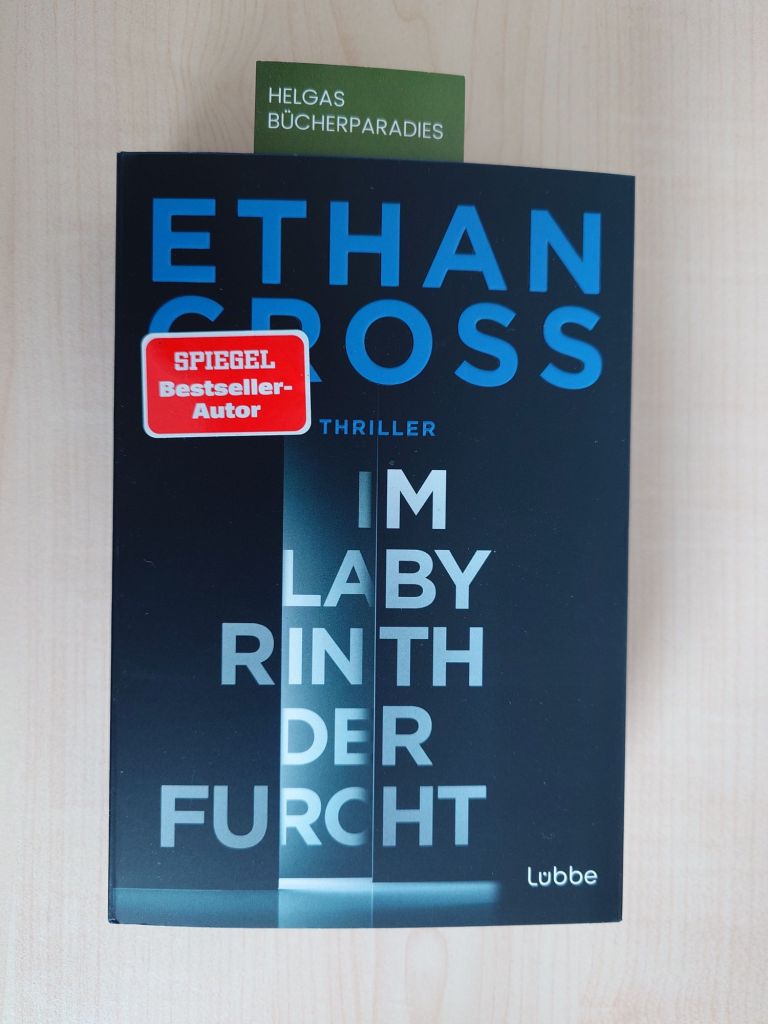 HELGAS
BÜCHERPARADIES
ETHAN
CROSS
SPIEGEL
Bestseller-
Autor
THRILLER
IM
LABY
RINTH
DER
FURCHT
Lübbe